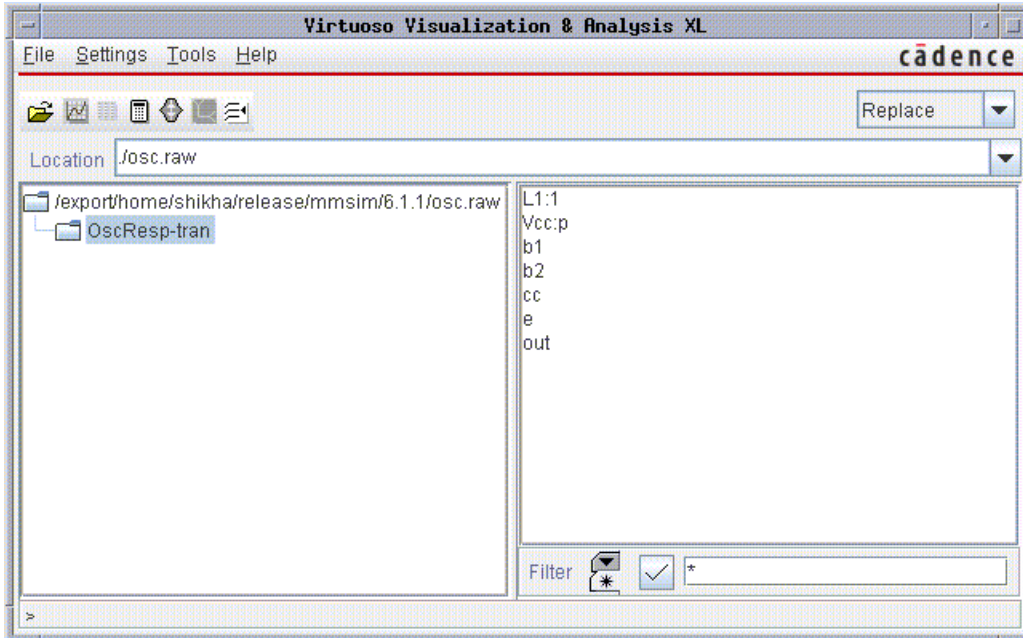 Virtuoso Visualization & Analysis XL
File Settings Tools Help
cādence
Replace
Location ./osc.raw
/export/home/shikha/release/mmsim/6.1.1/osc.raw
OscResp-tran
L1:1
Vcc:p
b1
b2
cc
e
out
Filter *
>